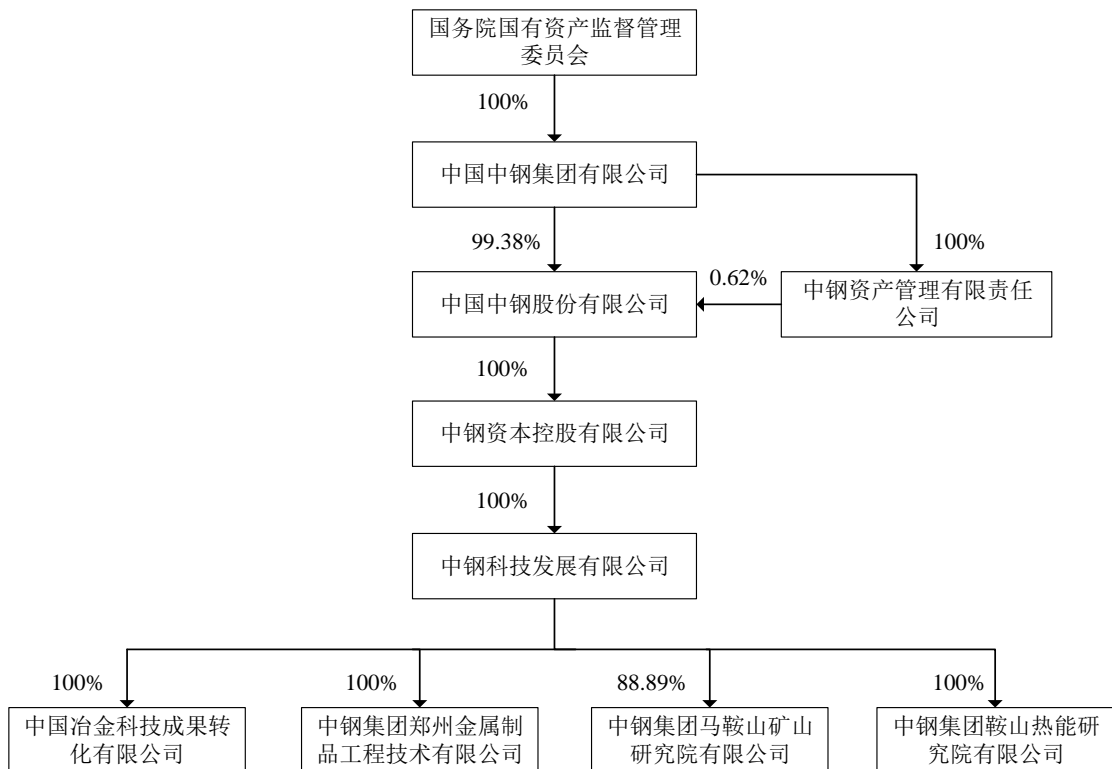 国务院国有资产监督管理
委员会
100%
中国中钢集团有限公司
99.38%
100%
0.62%
中国中钢股份有限公司
中钢资产管理有限责任
公司
100%
中钢资本控股有限公司
100%
中钢科技发展有限公司
100%
100%
88.89%
100%
中国冶金科技成果转
化有限公司
中钢集团郑州金属制
品工程技术有限公司
中钢集团马鞍山矿山
研究院有限公司
中钢集团鞍山热能研
究院有限公司